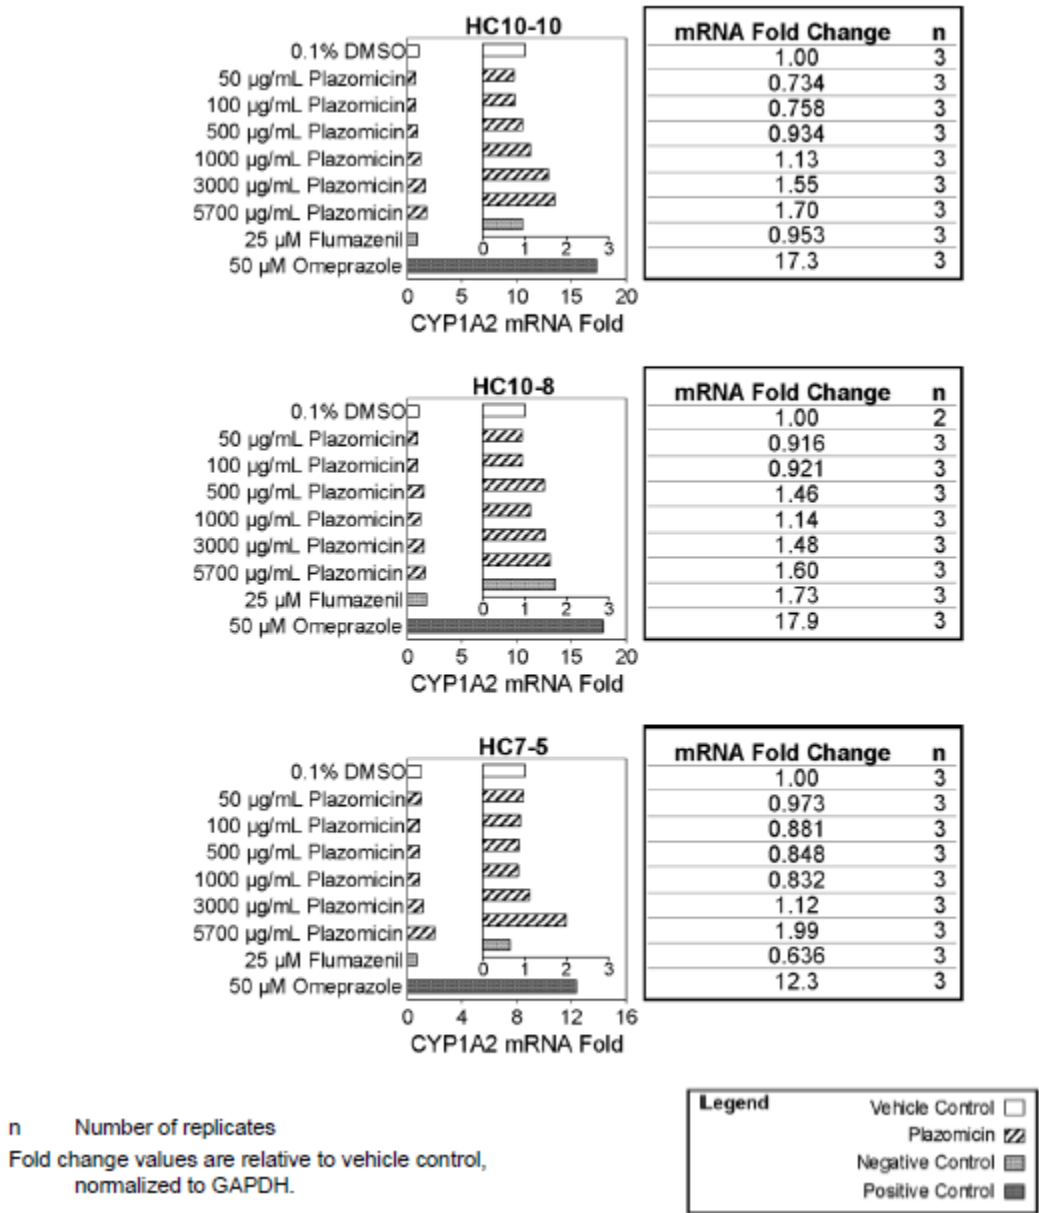 HC10-10
mRNA Fold Change n
0.1% DMSO 1.00 3
50 µg/mL Plazomicin 0.734 3
100 µg/mL Plazomicin 0.758 3
500 µg/mL Plazomicin 0.934 3
1000 µg/mL Plazomicin 1.13 3
3000 µg/mL Plazomicin 1.55 3
5700 µg/mL Plazomicin 1.70 3
25 µM Flumazenil 0.953 3
0 1 2 3
50 µM Omeprazole 17.3 3
0 5 10 15 20
CYP1A2 mRNA Fold
HC10-8
mRNA Fold Change n
0.1% DMSO 1.00 2
50 µg/mL Plazomicin 0.916 3
100 µg/mL Plazomicin 0.921 3
500 µg/mL Plazomicin 1.46 3
1000 µg/mL Plazomicin 1.14 3
3000 µg/mL Plazomicin 1.48 3
5700 µg/mL Plazomicin 1.60 3
25 µM Flumazenil 1.73 3
0 1 2 3
50 µM Omeprazole 17.9 3
0 5 10 15 20
CYP1A2 mRNA Fold
HC7-5
mRNA Fold Change n
0.1% DMSO 1.00 3
50 µg/mL Plazomicin 0.973 3
100 µg/mL Plazomicin 0.881 3
500 µg/mL Plazomicin 0.848 3
1000 µg/mL Plazomicin 0.832 3
3000 µg/mL Plazomicin 1.12 3
5700 µg/mL Plazomicin 1.99 3
25 µM Flumazenil 0.636 3
0 1 2 3
50 µM Omeprazole 12.3 3
0 4 8 12 16
CYP1A2 mRNA Fold
n Number of replicates
Fold change values are relative to vehicle control,
normalized to GAPDH.
Legend
Vehicle Control
Plazomicin
Negative Control
Positive Control